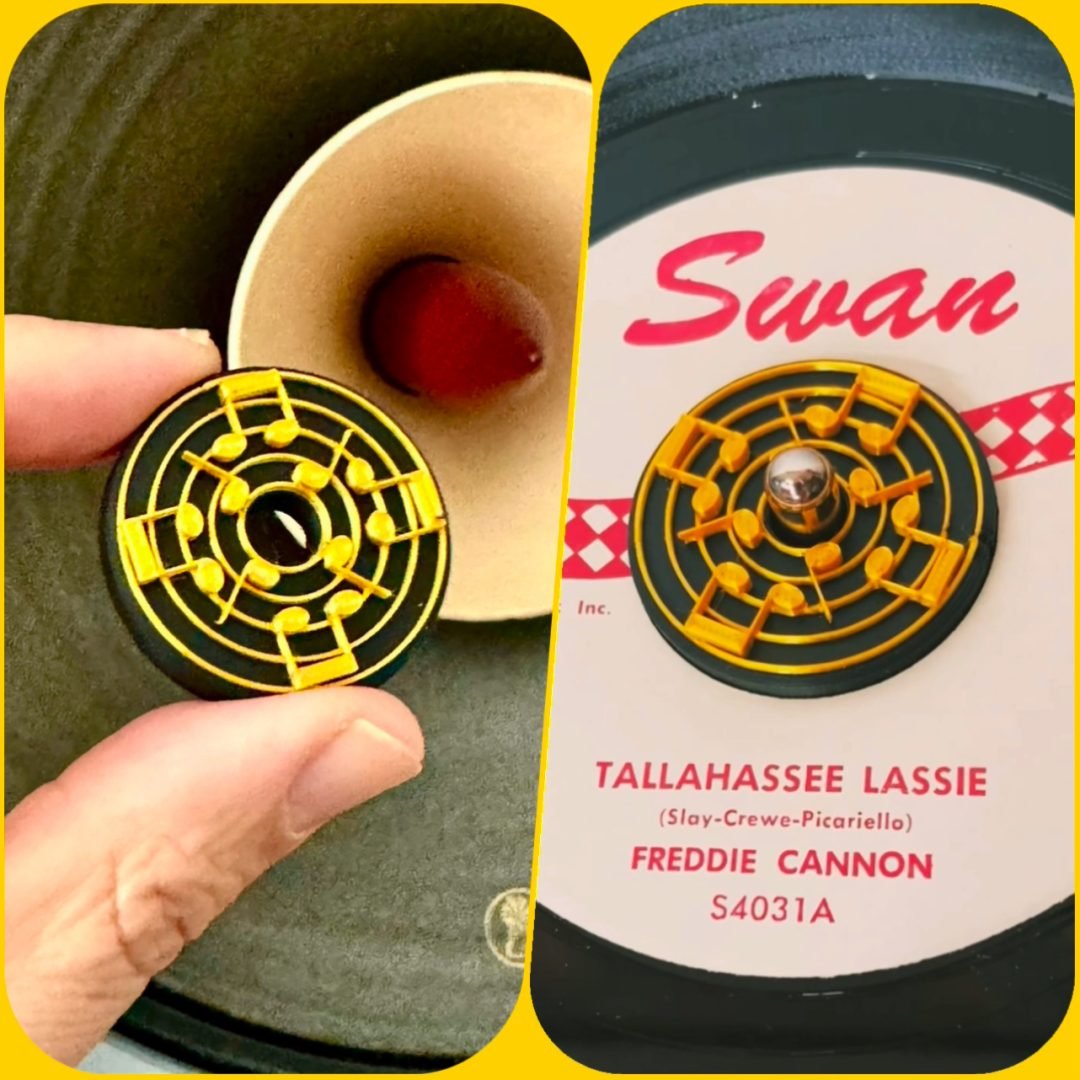 Swan
Inc.
TALLAHASSEE LASSIE
(Slay-Crewe-Picariello)
FREDDIE CANNON
S4031A